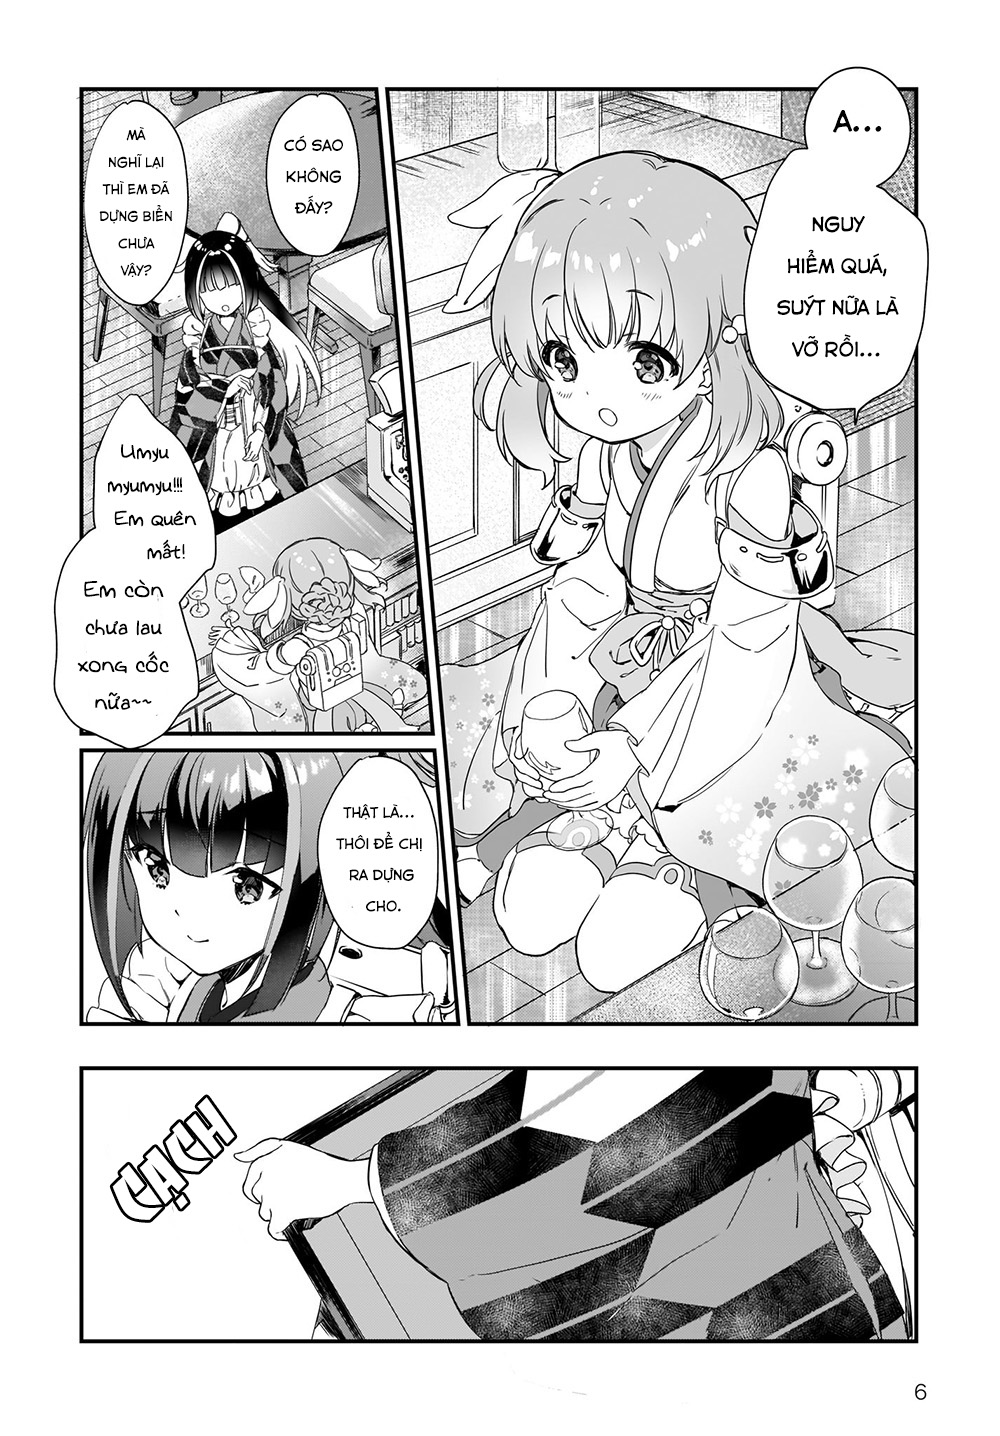 A...
NGUY
HIỂM QUÁ,
SUÝT NỮA LÀ
VỠ RỒI...
CÓ SAO
KHÔNG
ĐẤY?
MÀ
NGHĨ LẠI
THÌ EM ĐÃ
DỰNG BIỂN
CHƯA
VẬY?
Umyu
myumyu!!!
Em quên
mất!
Em còn
chưa lau
xong cốc
nữa~~
THẬT LÀ...
THÔI ĐỂ CHỊ
RA DỰNG
CHO.
CẠCH
6